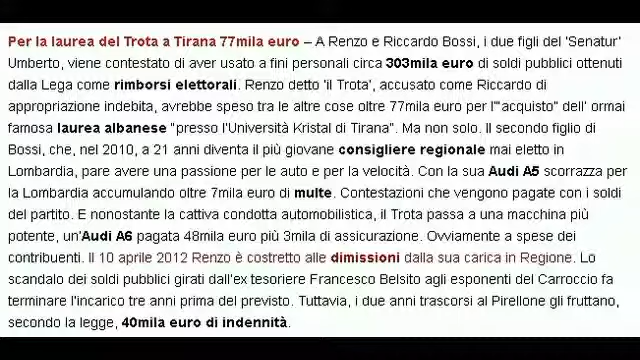 Per la laurea del Trota a Tirana 77mila euro – A Renzo e Riccardo Bossi, i due figli del 'Senatur'
Umberto, viene contestato di aver usato a fini personali circa 303mila euro di soldi pubblici ottenuti
dalla Lega come rimborsi elettorali. Renzo detto 'il Trota', accusato come Riccardo di
appropriazione indebita, avrebbe speso tra le altre cose oltre 77mila euro per l'"acquisto" dell' ormai
famosa laurea albanese "presso l'Università Kristal di Tirana". Ma non solo. Il secondo figlio di
Bossi, che, nel 2010, a 21 anni diventa il più giovane consigliere regionale mai eletto in
Lombardia, pare avere una passione per le auto e per la velocità. Con la sua Audi A5 scorrazza per
la Lombardia accumulando oltre 7mila euro di multe. Contestazioni che vengono pagate con i soldi
del partito. E nonostante la cattiva condotta automobilistica, il Trota passa a una macchina più
potente, un'Audi A6 pagata 48mila euro più 3mila di assicurazione. Ovviamente a spese dei
contribuenti. Il 10 aprile 2012 Renzo è costretto alle dimissioni dalla sua carica in Regione. Lo
scandalo dei soldi pubblici girati dall'ex tesoriere Francesco Belsito agli esponenti del Carroccio fa
terminare l'incarico tre anni prima del previsto. Tuttavia, i due anni trascorsi al Pirellone gli fruttano,
secondo la legge, 40mila euro di indennità.